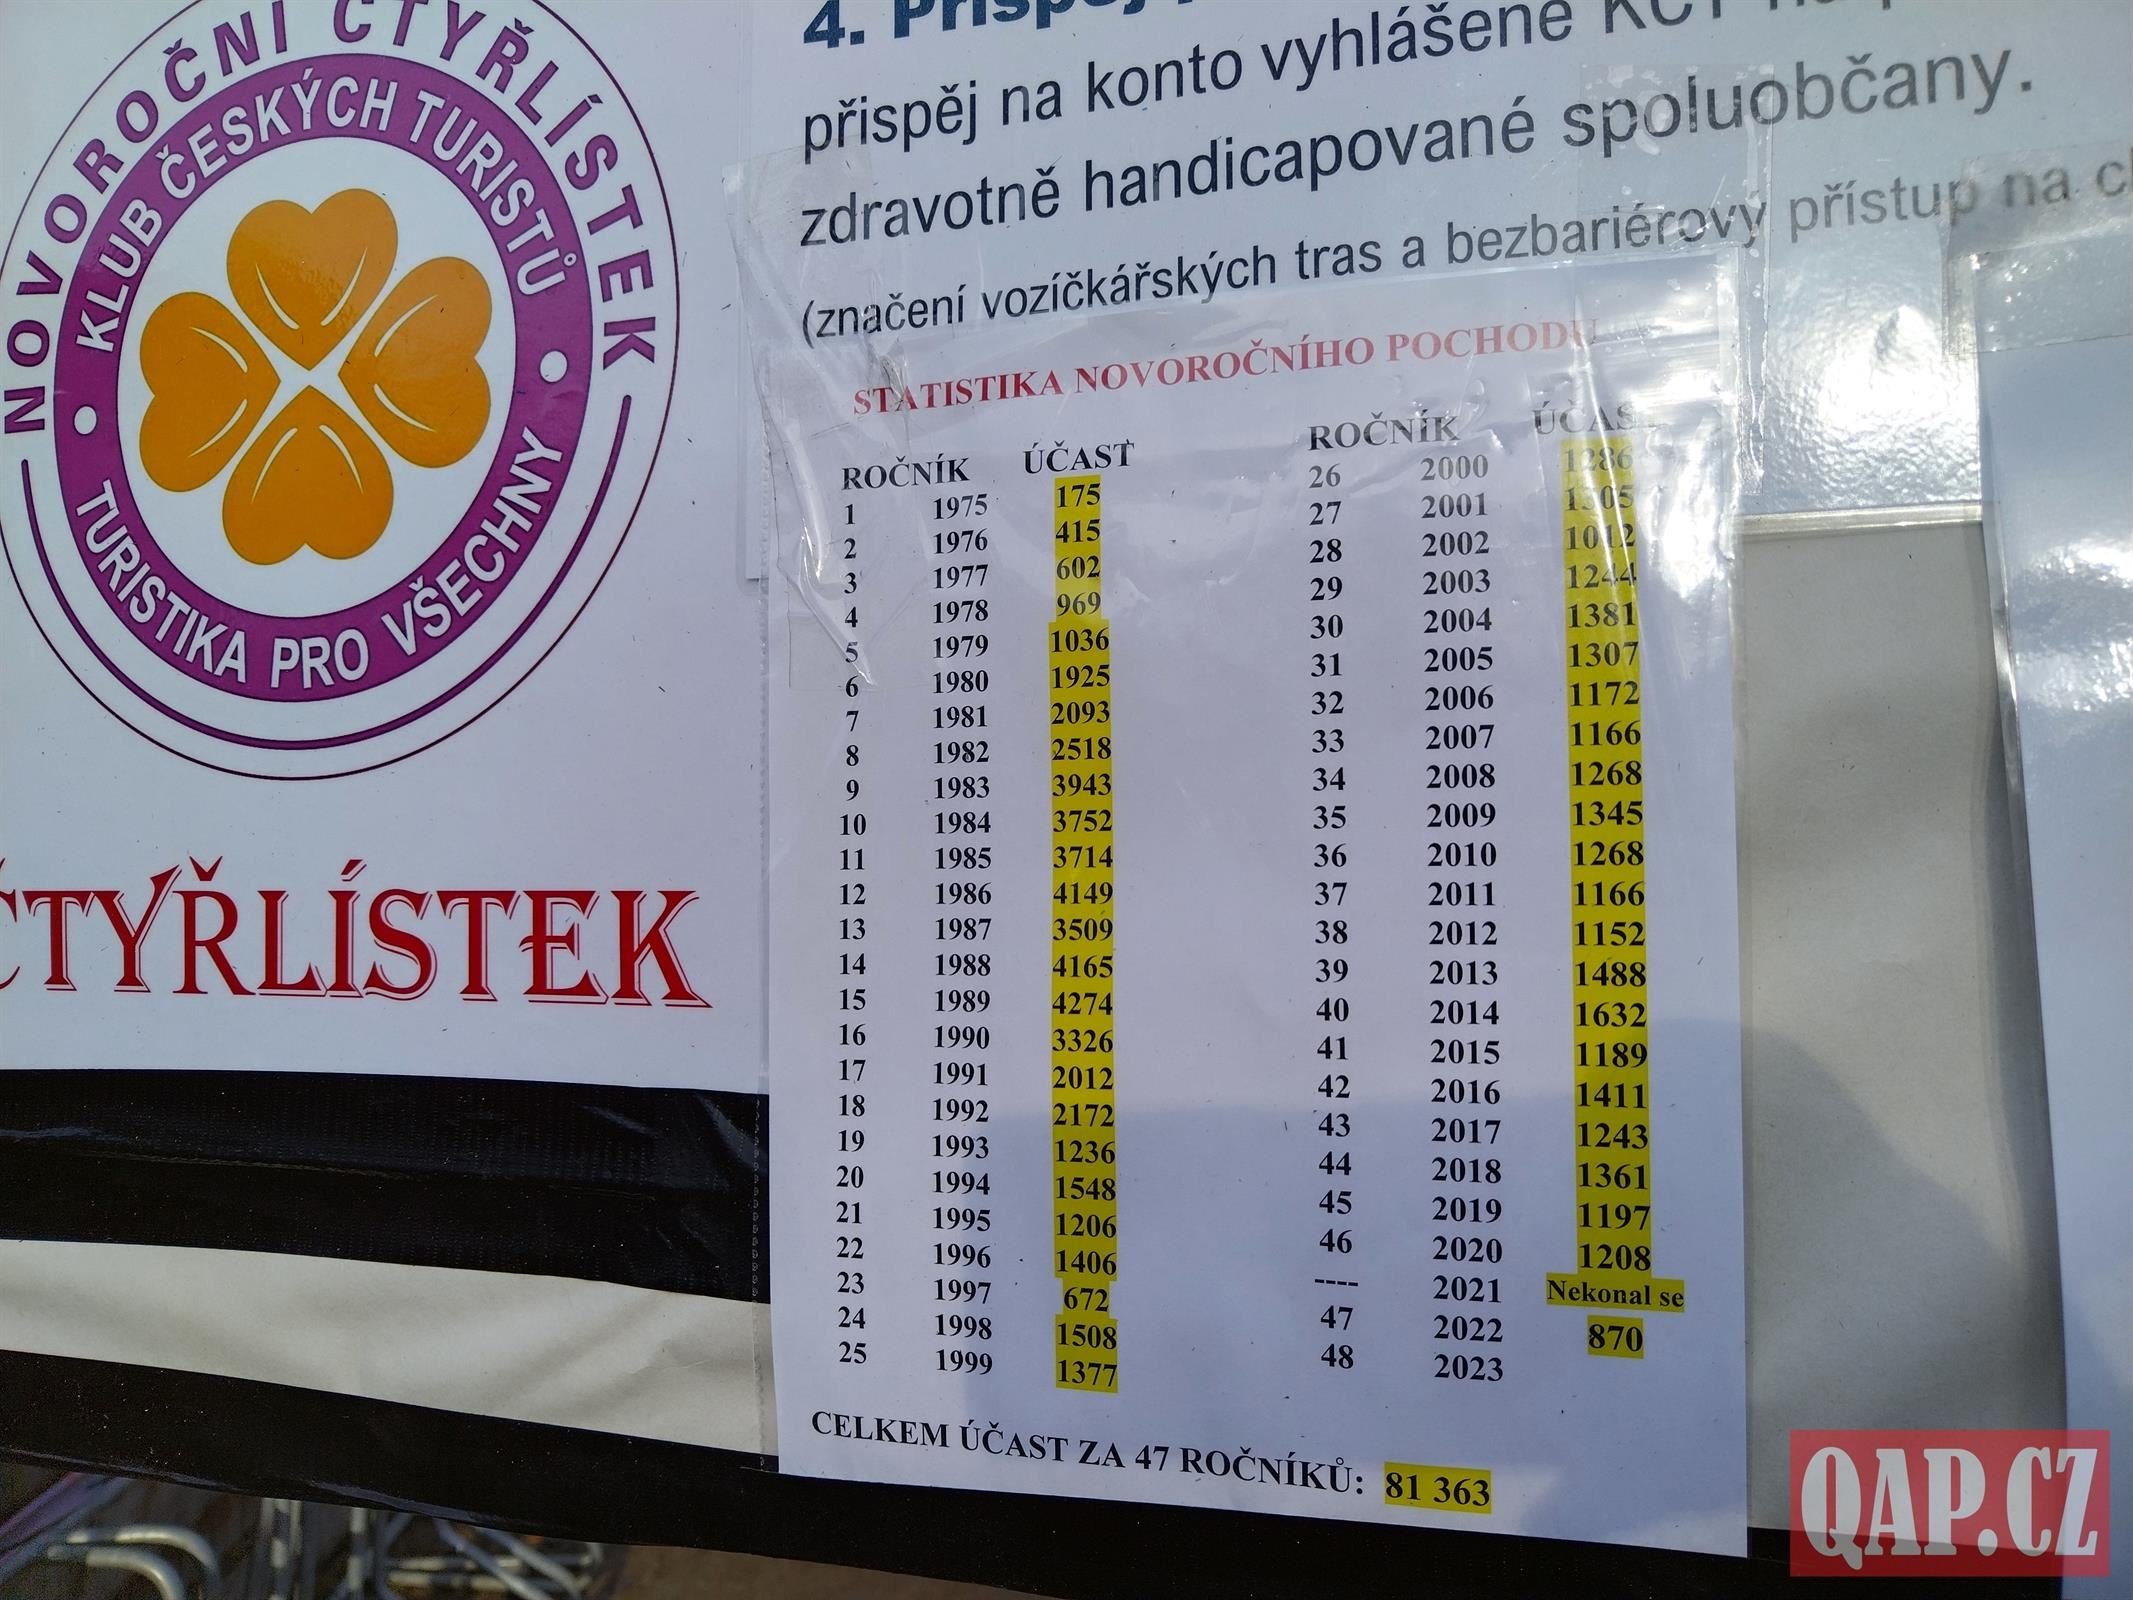 NOVOROČNÍ ČTYŘLÍSTEK
KLUB ČESKÝCH TURISTŮ
TURISTIKA PRO VŠECHNY
ČTYŘLÍSTEK
4. Přispěj
přispěj na konto vyhlášené KČT na
zdravotně handicapované spoluobčany.
(značení vozíčkářských tras a bezbariérový přístup na
STATISTIKA NOVOROČNÍHO POCHODU
ROČNÍK ÚČAST
1 1975 175
2 1976 415
3 1977 602
4 1978 969
5 1979 1036
6 1980 1925
7 1981 2093
8 1982 2518
9 1983 3943
10 1984 3752
11 1985 3714
12 1986 4149
13 1987 3509
14 1988 4165
15 1989 4274
16 1990 3326
17 1991 2012
18 1992 2172
19 1993 1236
20 1994 1548
21 1995 1206
22 1996 1406
23 1997 672
24 1998 1508
25 1999 1377
ROČNÍK ÚČAST
26 2000 1286
27 2001 1305
28 2002 1012
29 2003 1244
30 2004 1381
31 2005 1307
32 2006 1172
33 2007 1166
34 2008 1268
35 2009 1345
36 2010 1268
37 2011 1166
38 2012 1152
39 2013 1488
40 2014 1632
41 2015 1189
42 2016 1411
43 2017 1243
44 2018 1361
45 2019 1197
46 2020 1208
---- 2021 Nekonal se
47 2022 870
48 2023
CELKEM ÚČAST ZA 47 ROČNÍKŮ: 81 363
QAP.CZ